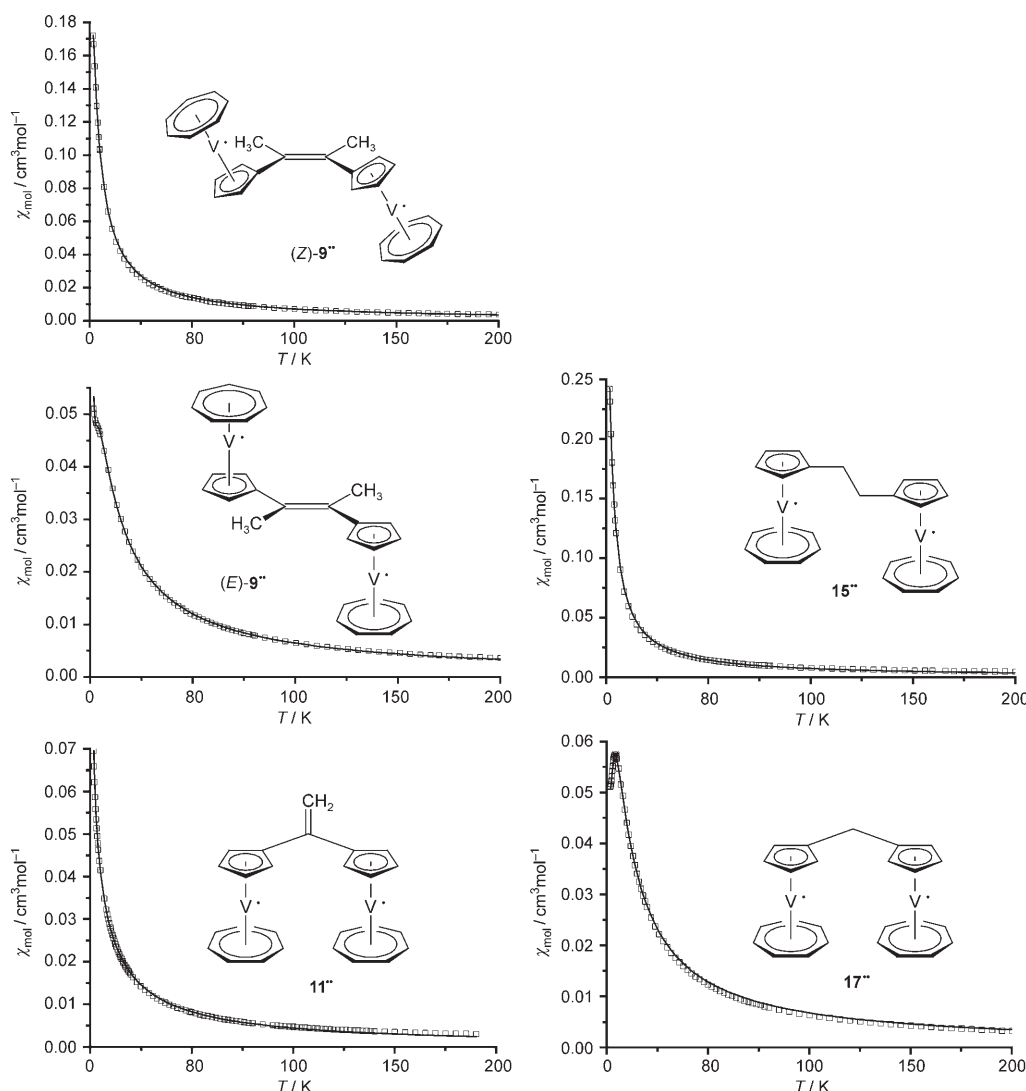 0.18
0.16
0.14
0.12
0.10
0.08
0.06
0.04
0.02
0.00
χmol / cm³mol⁻¹
0 80 100 150 200
T / K
H₃C CH₃
V· V·
(Z)-9··
0.05
0.04
0.03
0.02
0.01
0.00
χmol / cm³mol⁻¹
0 80 100 150 200
T / K
V·
CH₃
H₃C
V·
(E)-9··
0.25
0.20
0.15
0.10
0.05
0.00
χmol / cm³mol⁻¹
0 80 100 150 200
T / K
V·
V·
15··
0.07
0.06
0.05
0.04
0.03
0.02
0.01
0.00
χmol / cm³mol⁻¹
0 80 100 150 200
T / K
CH₂
V· V·
11··
0.06
0.05
0.04
0.03
0.02
0.01
0.00
χmol / cm³mol⁻¹
0 80 100 150 200
T / K
V· V·
17··